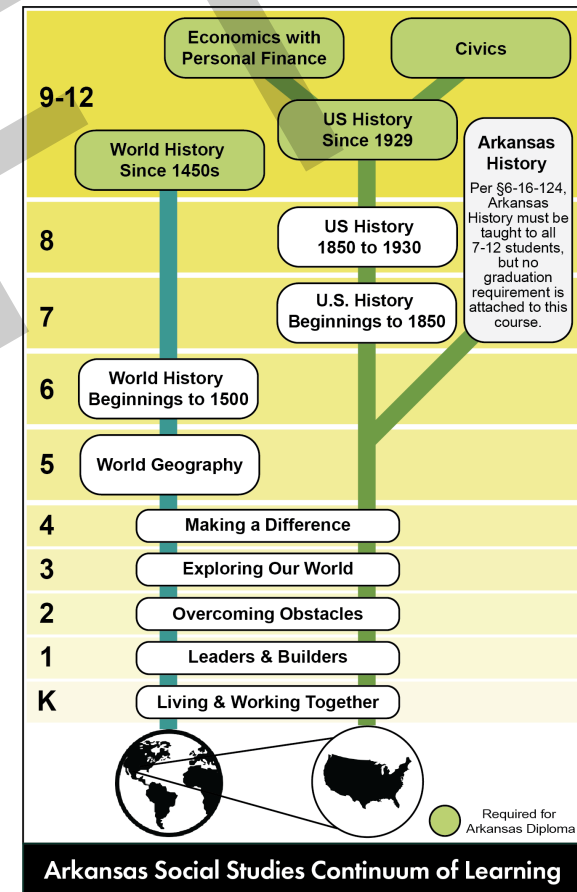 Economics with
Personal Finance
Civics
9-12
US History
Since 1929
World History
Since 1450s
Arkansas
History
Per §6-16-124,
Arkansas
History must be
taught to all
7-12 students,
but no
graduation
requirement is
attached to this
course.
8
US History
1850 to 1930
7
U.S. History
Beginnings to 1850
6
World History
Beginnings to 1500
5
World Geography
4
Making a Difference
3
Exploring Our World
2
Overcoming Obstacles
1
Leaders & Builders
K
Living & Working Together
Required for
Arkansas Diploma
Arkansas Social Studies Continuum of Learning